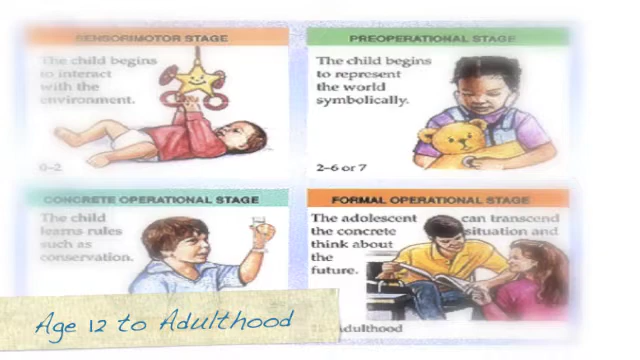 SENSORIMOTOR STAGE
The child begins
to interact
with the
environment.
0-2
PREOPERATIONAL STAGE
The child begins
to represent
the world
symbolically.
2-6 or 7
CONCRETE OPERATIONAL STAGE
The child
learns rules
such as
conservation.
FORMAL OPERATIONAL STAGE
The adolescent can transcend
the concrete situation and
think about
the
future.
Adulthood
Age 12 to Adulthood